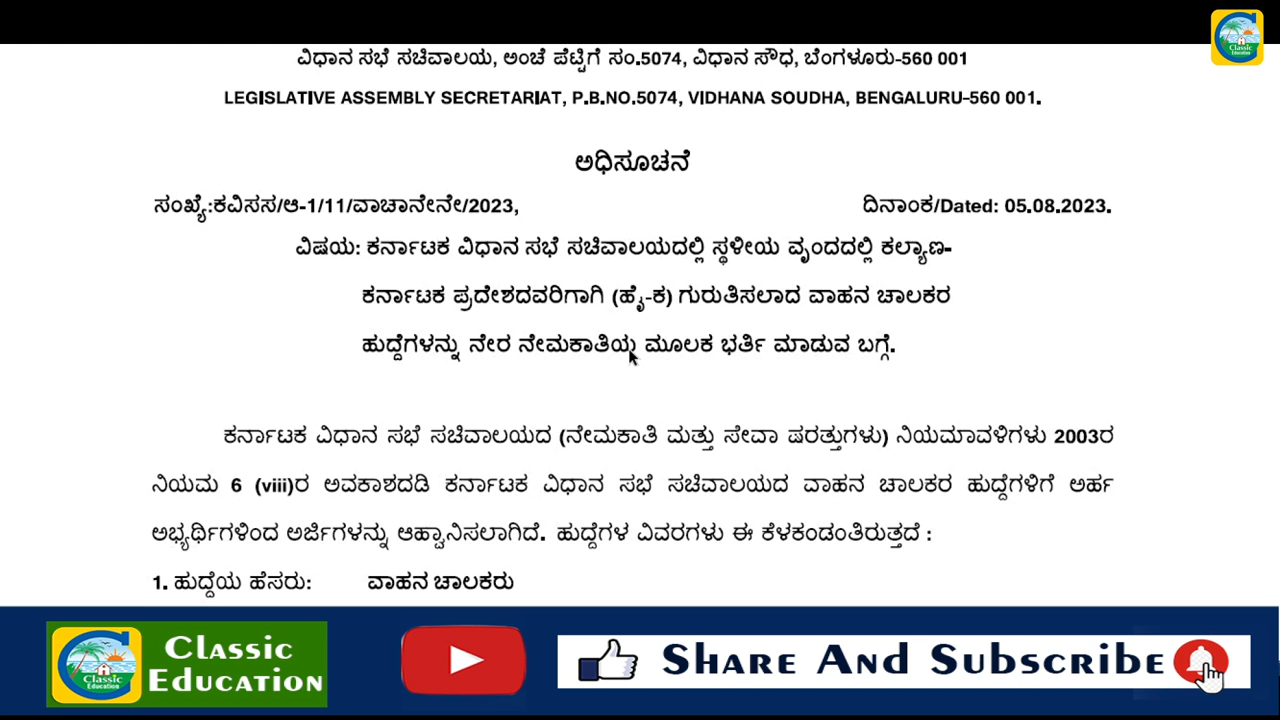 ವಿಧಾನ ಸಭೆ ಸಚಿವಾಲಯ, ಅಂಚೆ ಪೆಟ್ಟಿಗೆ ಸಂ.5074, ವಿಧಾನ ಸೌಧ, ಬೆಂಗಳೂರು-560 001
LEGISLATIVE ASSEMBLY SECRETARIAT, P.B.NO.5074, VIDHANA SOUDHA, BENGALURU-560 001.
Classic
Education
ಅಧಿಸೂಚನೆ
ಸಂಖ್ಯೆ:ಕವಿಸಸ/ಆ-1/11/ವಾಚಾನೇನೇ/2023, ದಿನಾಂಕ/Dated: 05.08.2023.
ವಿಷಯ: ಕರ್ನಾಟಕ ವಿಧಾನ ಸಭೆ ಸಚಿವಾಲಯದಲ್ಲಿ ಸ್ಥಳೀಯ ವೃಂದದಲ್ಲಿ ಕಲ್ಯಾಣ-
ಕರ್ನಾಟಕ ಪ್ರದೇಶದವರಿಗಾಗಿ (ಹೈ-ಕ) ಗುರುತಿಸಲಾದ ವಾಹನ ಚಾಲಕರ
ಹುದ್ದೆಗಳನ್ನು ನೇರ ನೇಮಕಾತಿಯ ಮೂಲಕ ಭರ್ತಿ ಮಾಡುವ ಬಗ್ಗೆ.
ಕರ್ನಾಟಕ ವಿಧಾನ ಸಭೆ ಸಚಿವಾಲಯದ (ನೇಮಕಾತಿ ಮತ್ತು ಸೇವಾ ಷರತ್ತುಗಳು) ನಿಯಮಾವಳಿಗಳು 2003ರ
ನಿಯಮ 6 (viii)ರ ಅವಕಾಶದಡಿ ಕರ್ನಾಟಕ ವಿಧಾನ ಸಭೆ ಸಚಿವಾಲಯದ ವಾಹನ ಚಾಲಕರ ಹುದ್ದೆಗಳಿಗೆ ಅರ್ಹ
ಅಭ್ಯರ್ಥಿಗಳಿಂದ ಅರ್ಜಿಗಳನ್ನು ಆಹ್ವಾನಿಸಲಾಗಿದೆ. ಹುದ್ದೆಗಳ ವಿವರಗಳು ಈ ಕೆಳಕಂಡಂತಿರುತ್ತದೆ :
1. ಹುದ್ದೆಯ ಹೆಸರು: ವಾಹನ ಚಾಲಕರು
Classic
Education
Classic
Education
Share And Subscribe